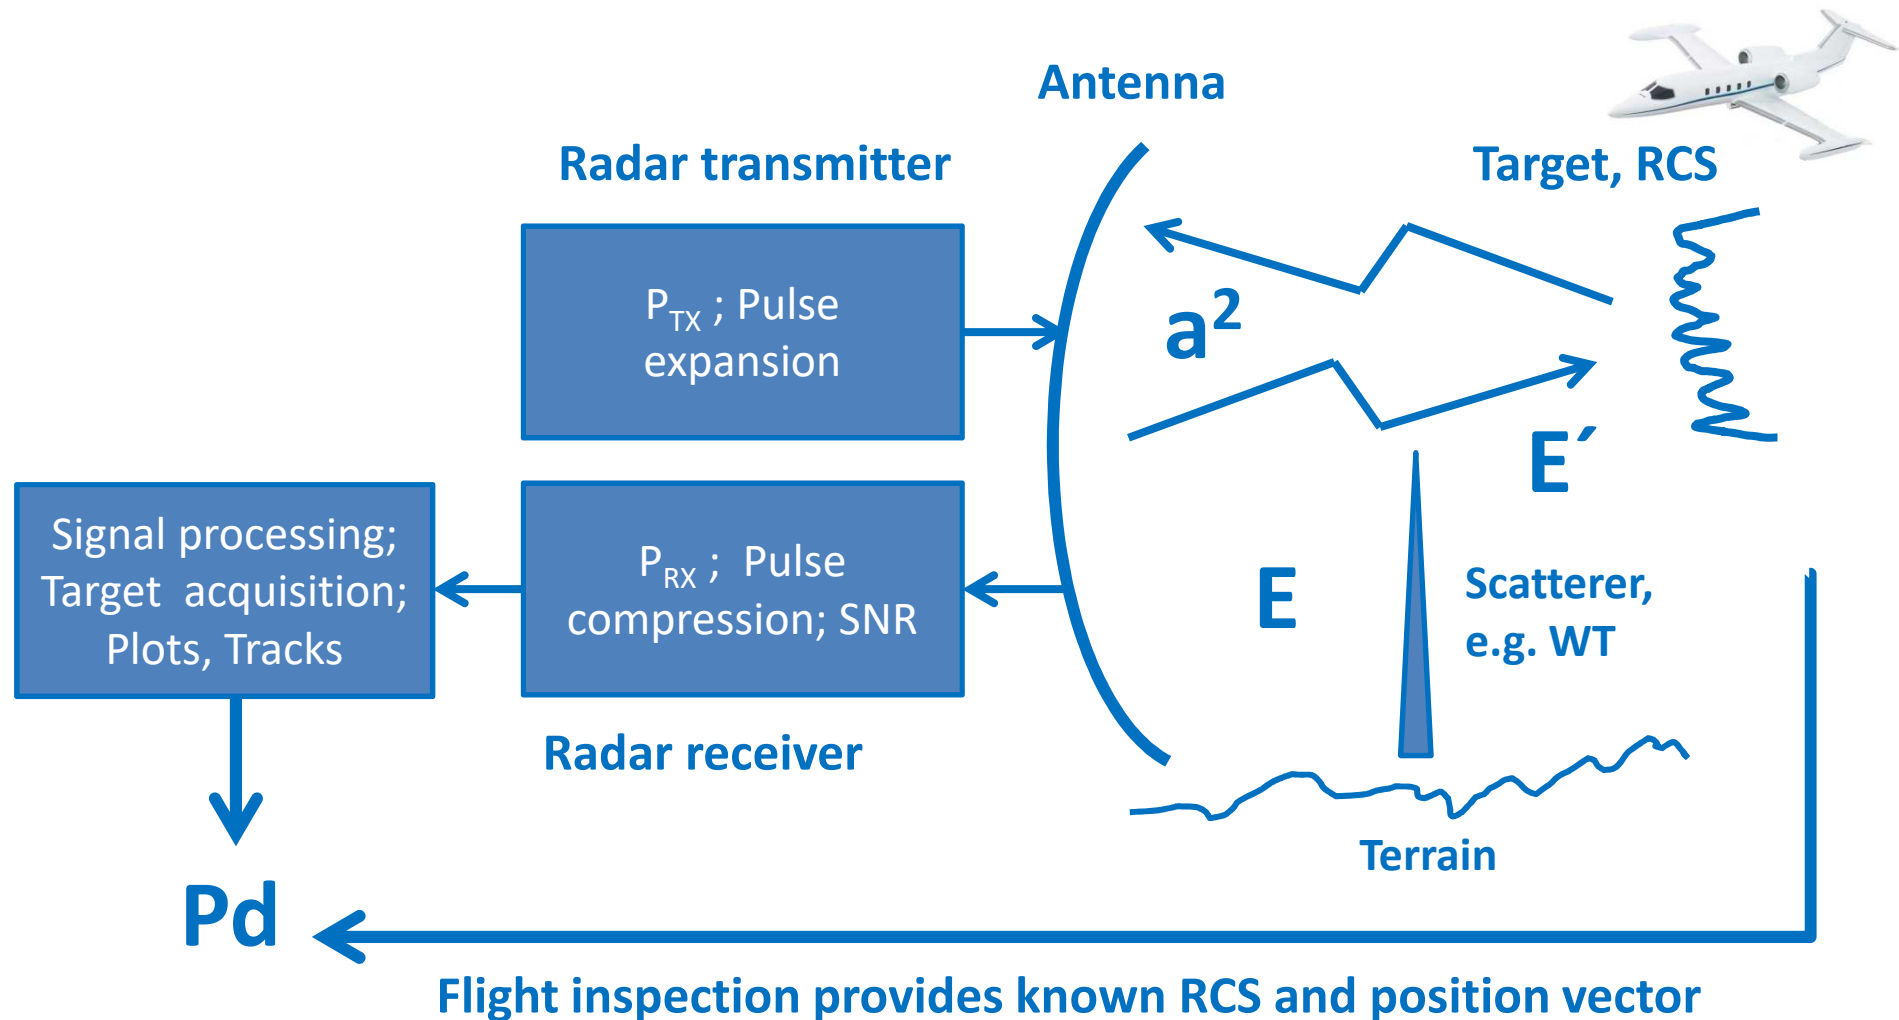 Antenna
Radar transmitter
Target, RCS
P_TX ; Pulse
expansion
a²
E´
Signal processing;
Target acquisition;
Plots, Tracks
P_RX ; Pulse
compression; SNR
E
Scatterer,
e.g. WT
Radar receiver
Terrain
Pd
Flight inspection provides known RCS and position vector